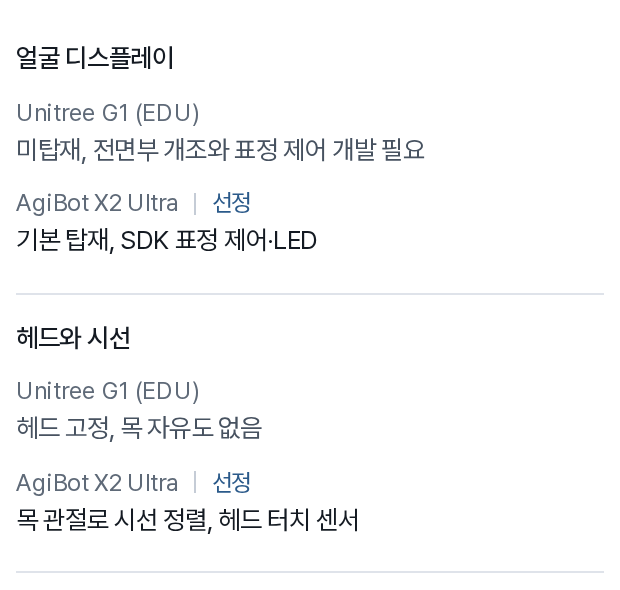 얼굴 디스플레이
Unitree G1 (EDU)
미탑재, 전면부 개조와 표정 제어 개발 필요
AgiBot X2 Ultra | 선정
기본 탑재, SDK 표정 제어·LED
헤드와 시선
Unitree G1 (EDU)
헤드 고정, 목 자유도 없음
AgiBot X2 Ultra | 선정
목 관절로 시선 정렬, 헤드 터치 센서